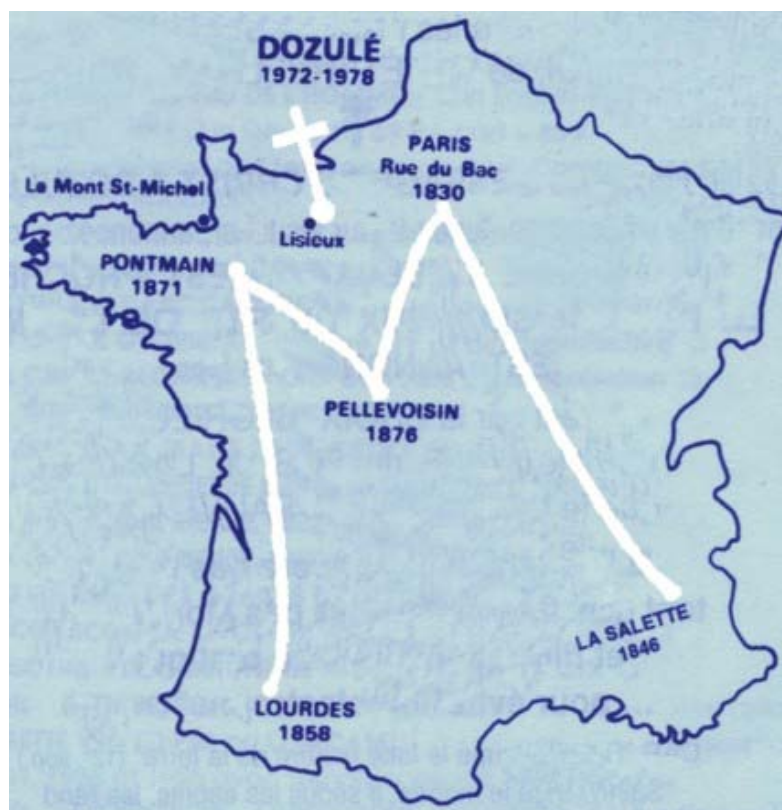 DOZULÉ
1972-1978
PARIS
Rue du Bac
1830
Le Mont St-Michel
Lisieux
PONTMAIN
1871
PELLEVOISIN
1876
LA SALETTE
1846
LOURDES
1858